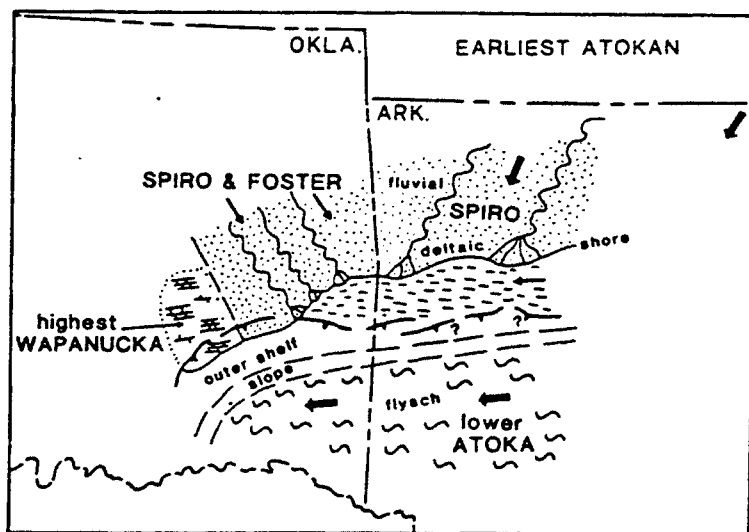 OKLA.
EARLIEST ATOKAN
ARK.
SPIRO & FOSTER
fluvial
SPIRO
deltaic
shore
highest
WAPANUCKA
outer shelf
slope
?
?
flysch
lower
ATOKA